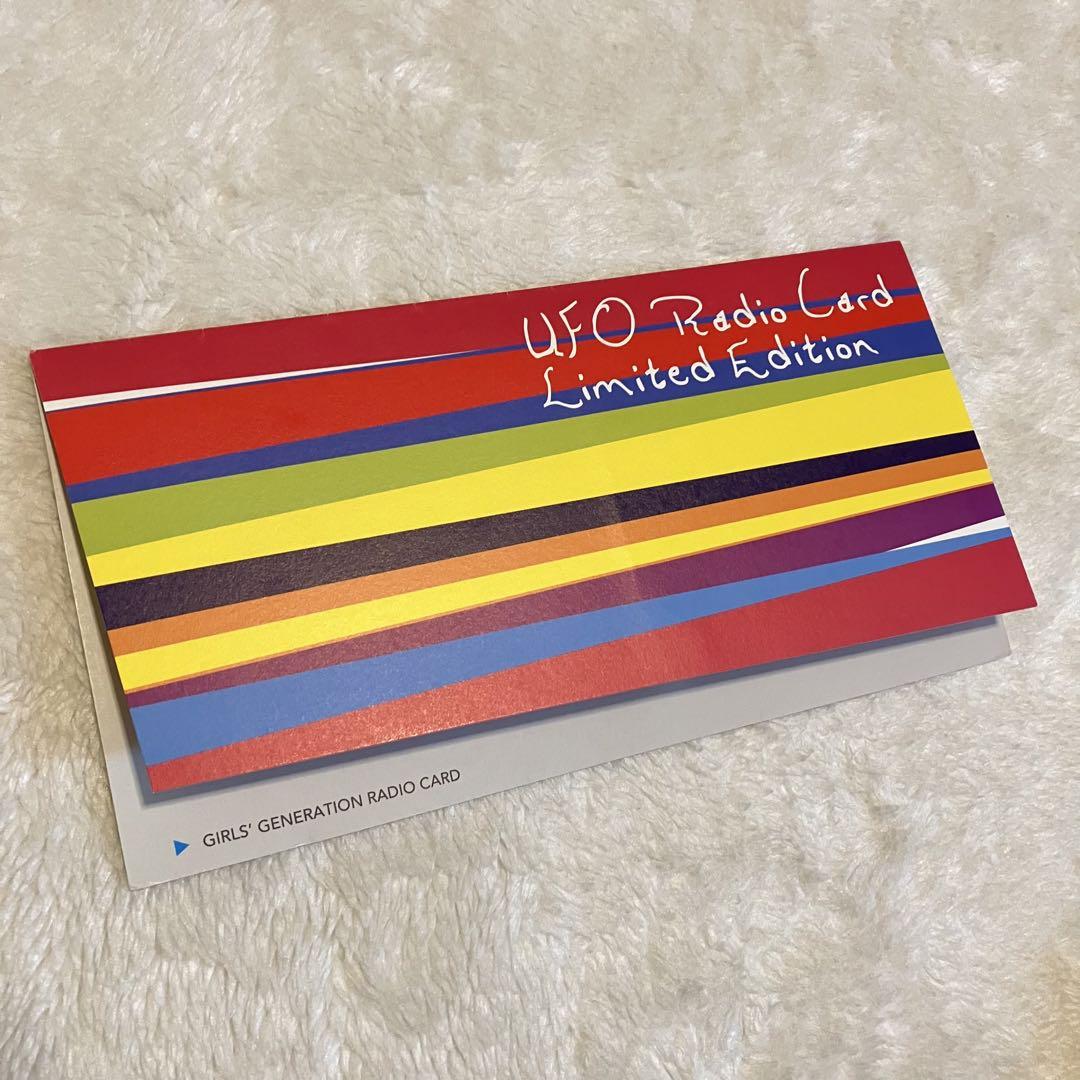 UFO Radio Card
Limited Edition
GIRLS' GENERATION RADIO CARD